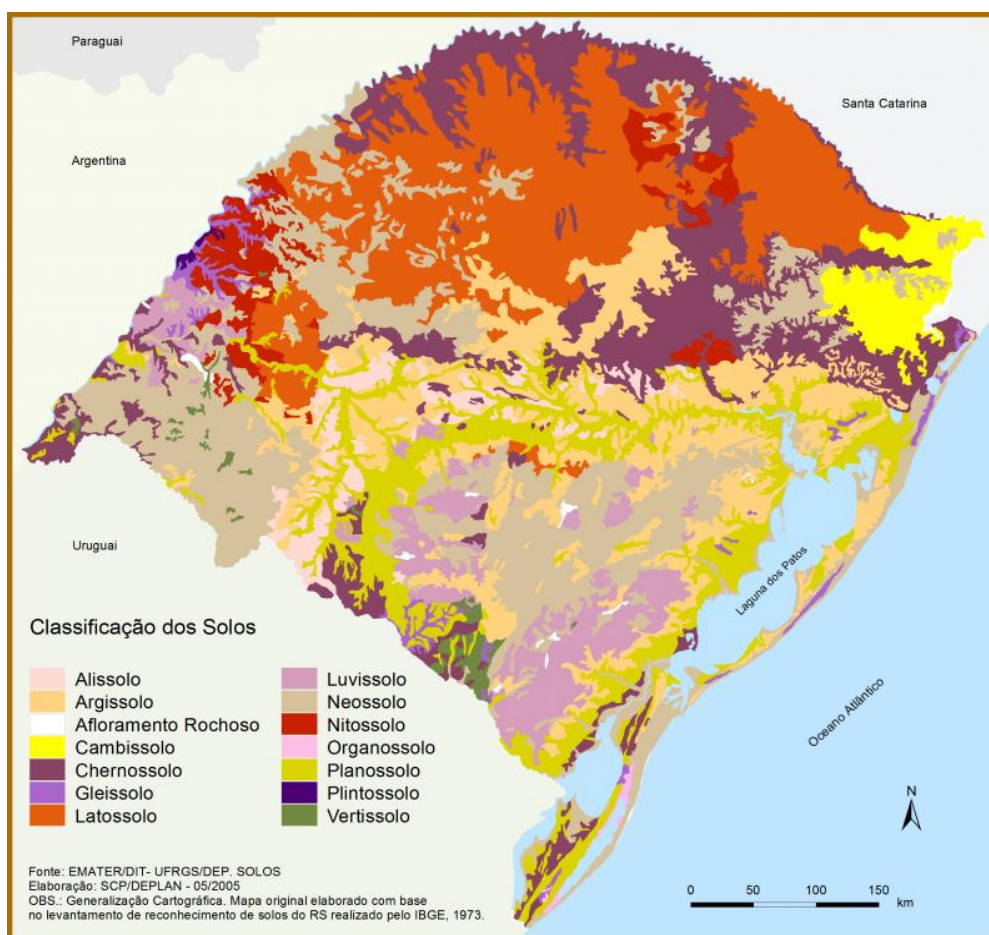 Paraguai
Santa Catarina
Argentina
Uruguai
Laguna dos Patos
Oceano Atlântico
Classificação dos Solos
Alissolo
Argissolo
Afloramento Rochoso
Cambissolo
Chernossolo
Gleissolo
Latossolo
Luvissolo
Neossolo
Nitossolo
Organossolo
Planossolo
Plintossolo
Vertissolo
N
Fonte: EMATER/DIT- UFRGS/DEP. SOLOS
Elaboração: SCP/DEPLAN - 05/2005
OBS.: Generalização Cartográfica. Mapa original elaborado com base
no levantamento de reconhecimento de solos do RS realizado pelo IBGE, 1973.
0 50 100 150
km